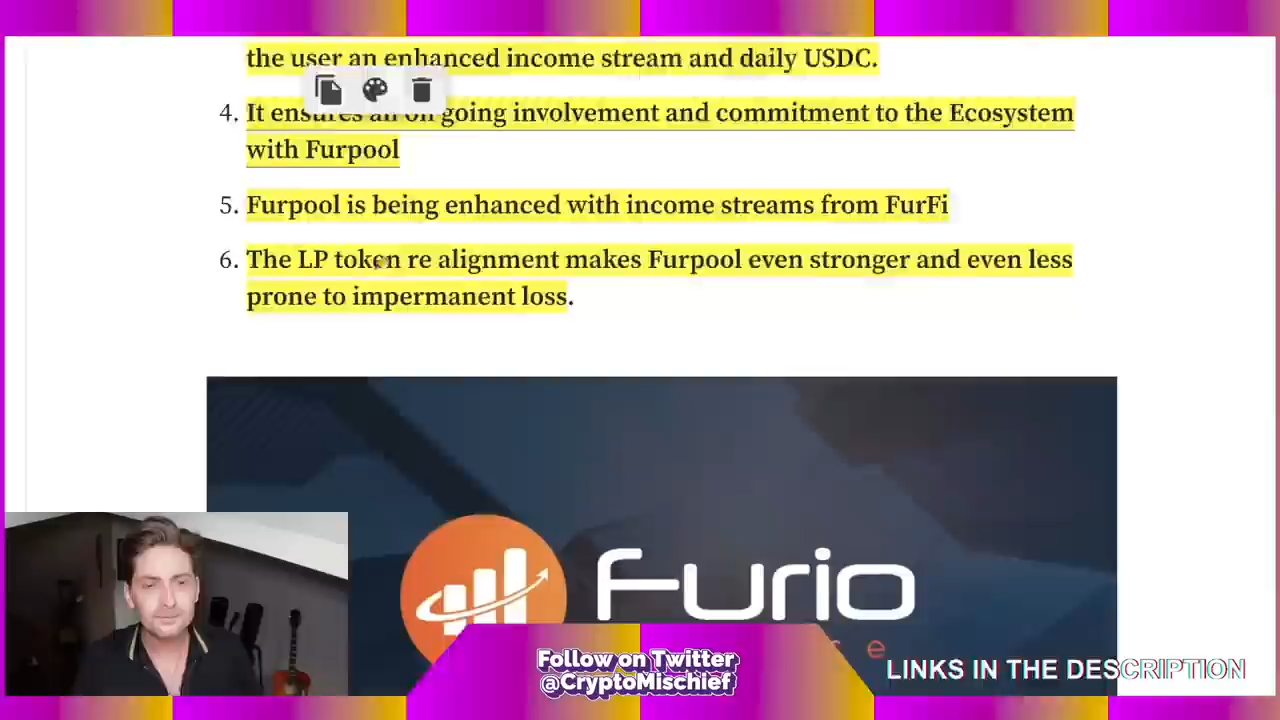 the user an enhanced income stream and daily USDC.
4. It ensures an on going involvement and commitment to the Ecosystem
with Furpool
5. Furpool is being enhanced with income streams from FurFi
6. The LP token re alignment makes Furpool even stronger and even less
prone to impermanent loss.
Furio
e
Follow on Twitter
@CryptoMischief
LINKS IN THE DESCRIPTION